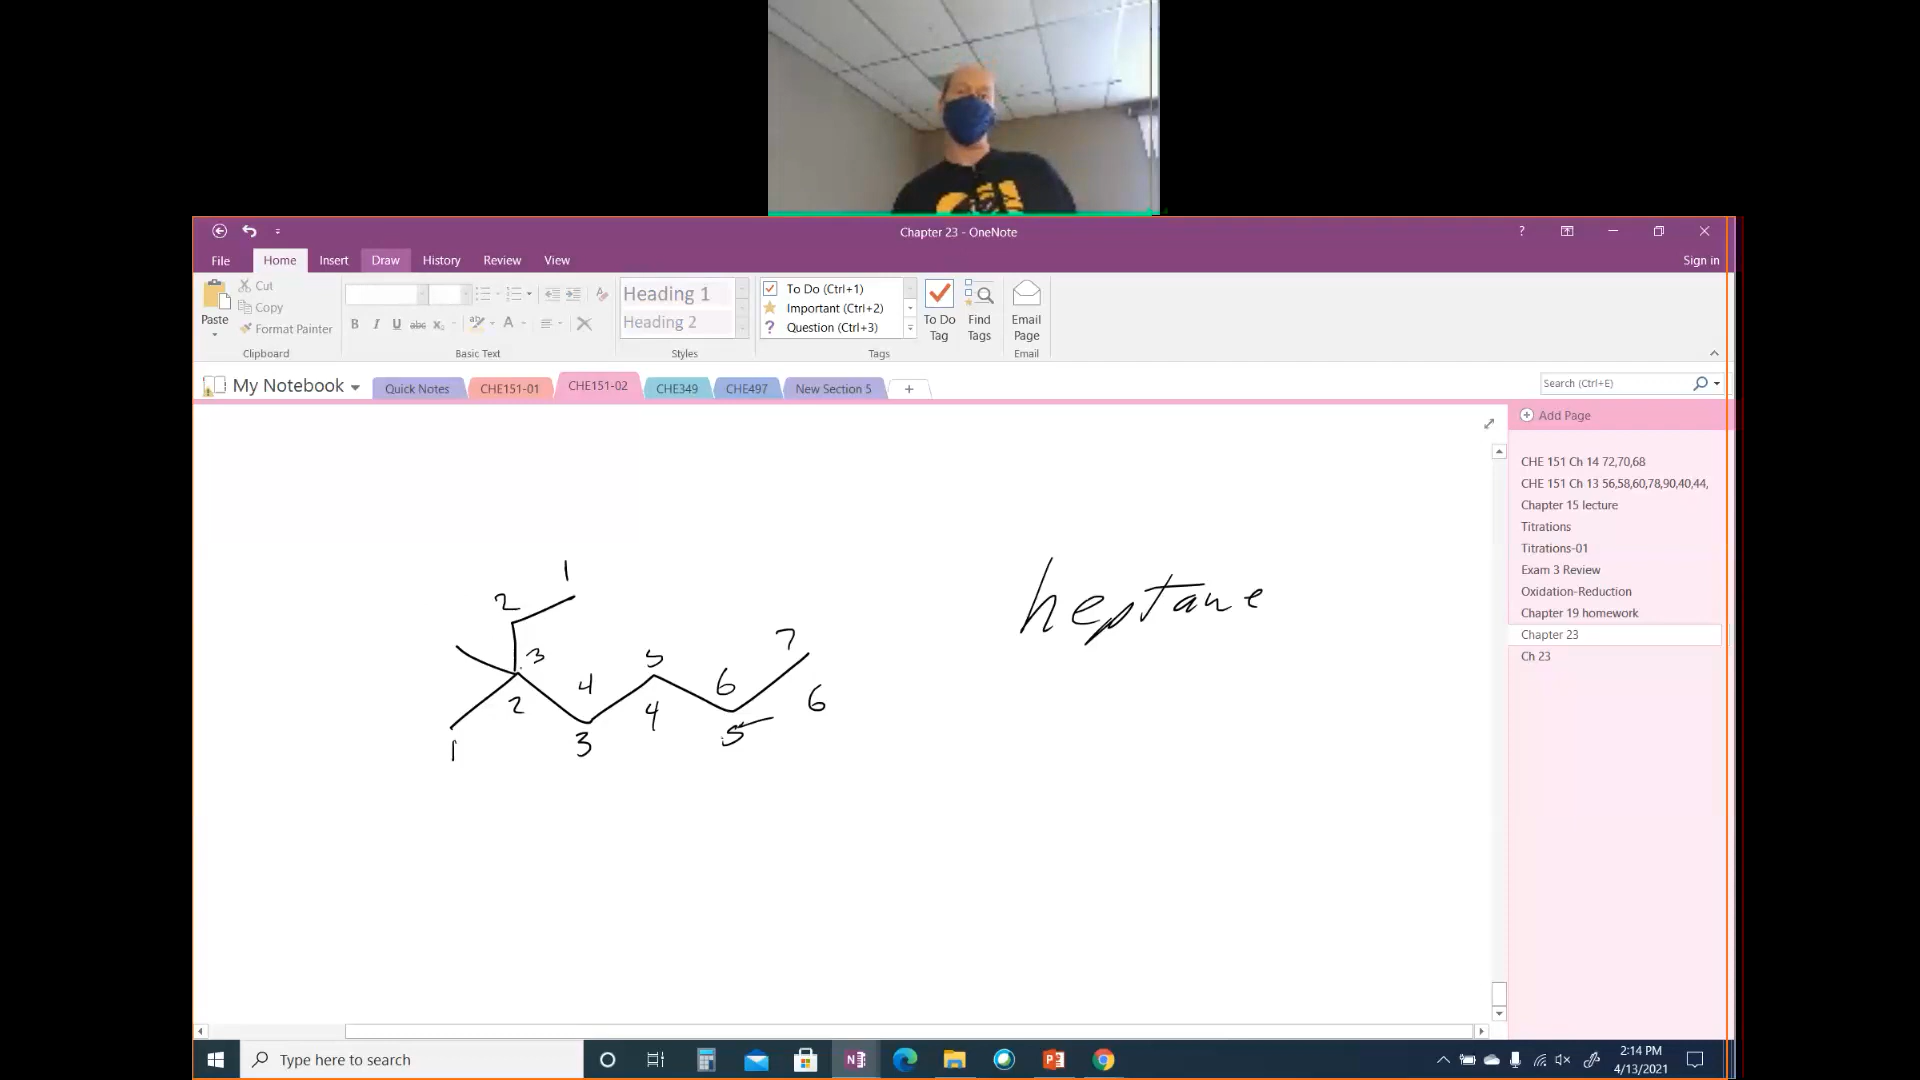 Chapter 23 - OneNote
?
File Home Insert Draw History Review View Sign in
Paste
Cut
Copy
Format Painter
Clipboard
B I U abc x₂ A
Basic Text
Heading 1
Heading 2
Styles
To Do (Ctrl+1)
Important (Ctrl+2)
? Question (Ctrl+3)
To Do Tag
Find Tags
Tags
Email Page
Email
My Notebook Quick Notes CHE151-01 CHE151-02 CHE349 CHE497 New Section 5 + Search (Ctrl+E)
Add Page
CHE 151 Ch 14 72,70,68
CHE 151 Ch 13 56,58,60,78,90,40,44,
Chapter 15 lecture
Titrations
Titrations-01
Exam 3 Review
Oxidation-Reduction
Chapter 19 homework
Chapter 23
Ch 23
1
2
heptane
3 4 5 6 7
1 2 3 4 5 6
Type here to search
2:14 PM
4/13/2021